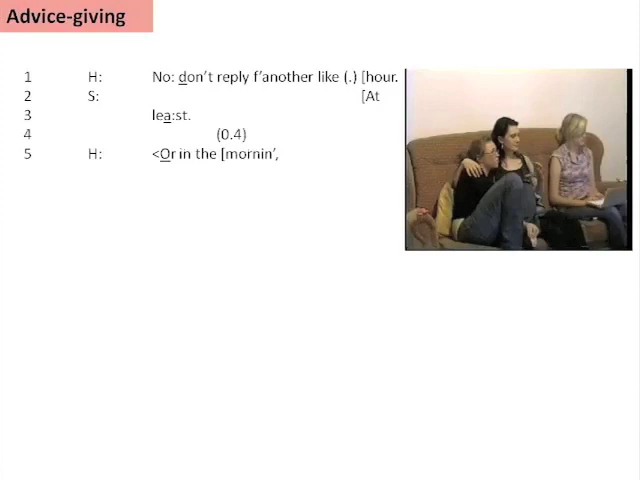 Advice-giving
1 H: No: don't reply f'another like (.) [hour.
2 S: [At
3 lea:st.
4 (0.4)
5 H: <Or in the [mornin',